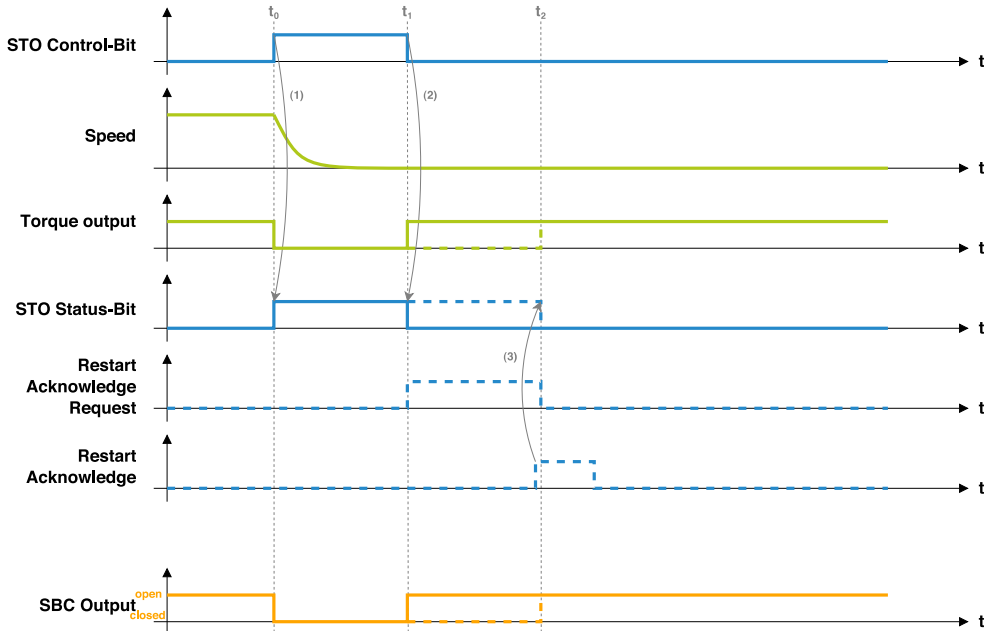 t₀ t₁ t₂
STO Control-Bit
t
(1) (2)
Speed
t
Torque output
t
STO Status-Bit
t
(3)
Restart
Acknowledge
Request
t
Restart
Acknowledge
t
SBC Output
open
closed
t